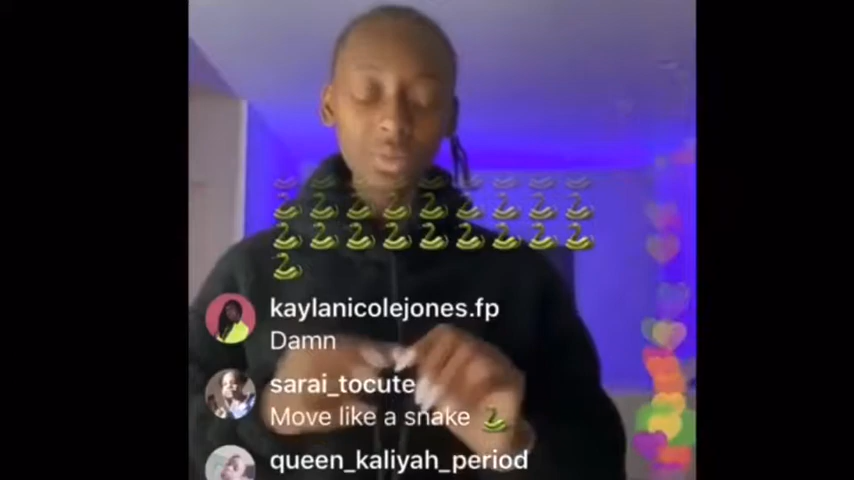 🐍🐍🐍🐍🐍🐍🐍🐍🐍
🐍🐍🐍🐍🐍🐍🐍🐍🐍
🐍🐍🐍🐍🐍🐍🐍🐍🐍
🐍
kaylanicolejones.fp
Damn
sarai_tocute
Move like a snake 🐍
queen_kaliyah_period